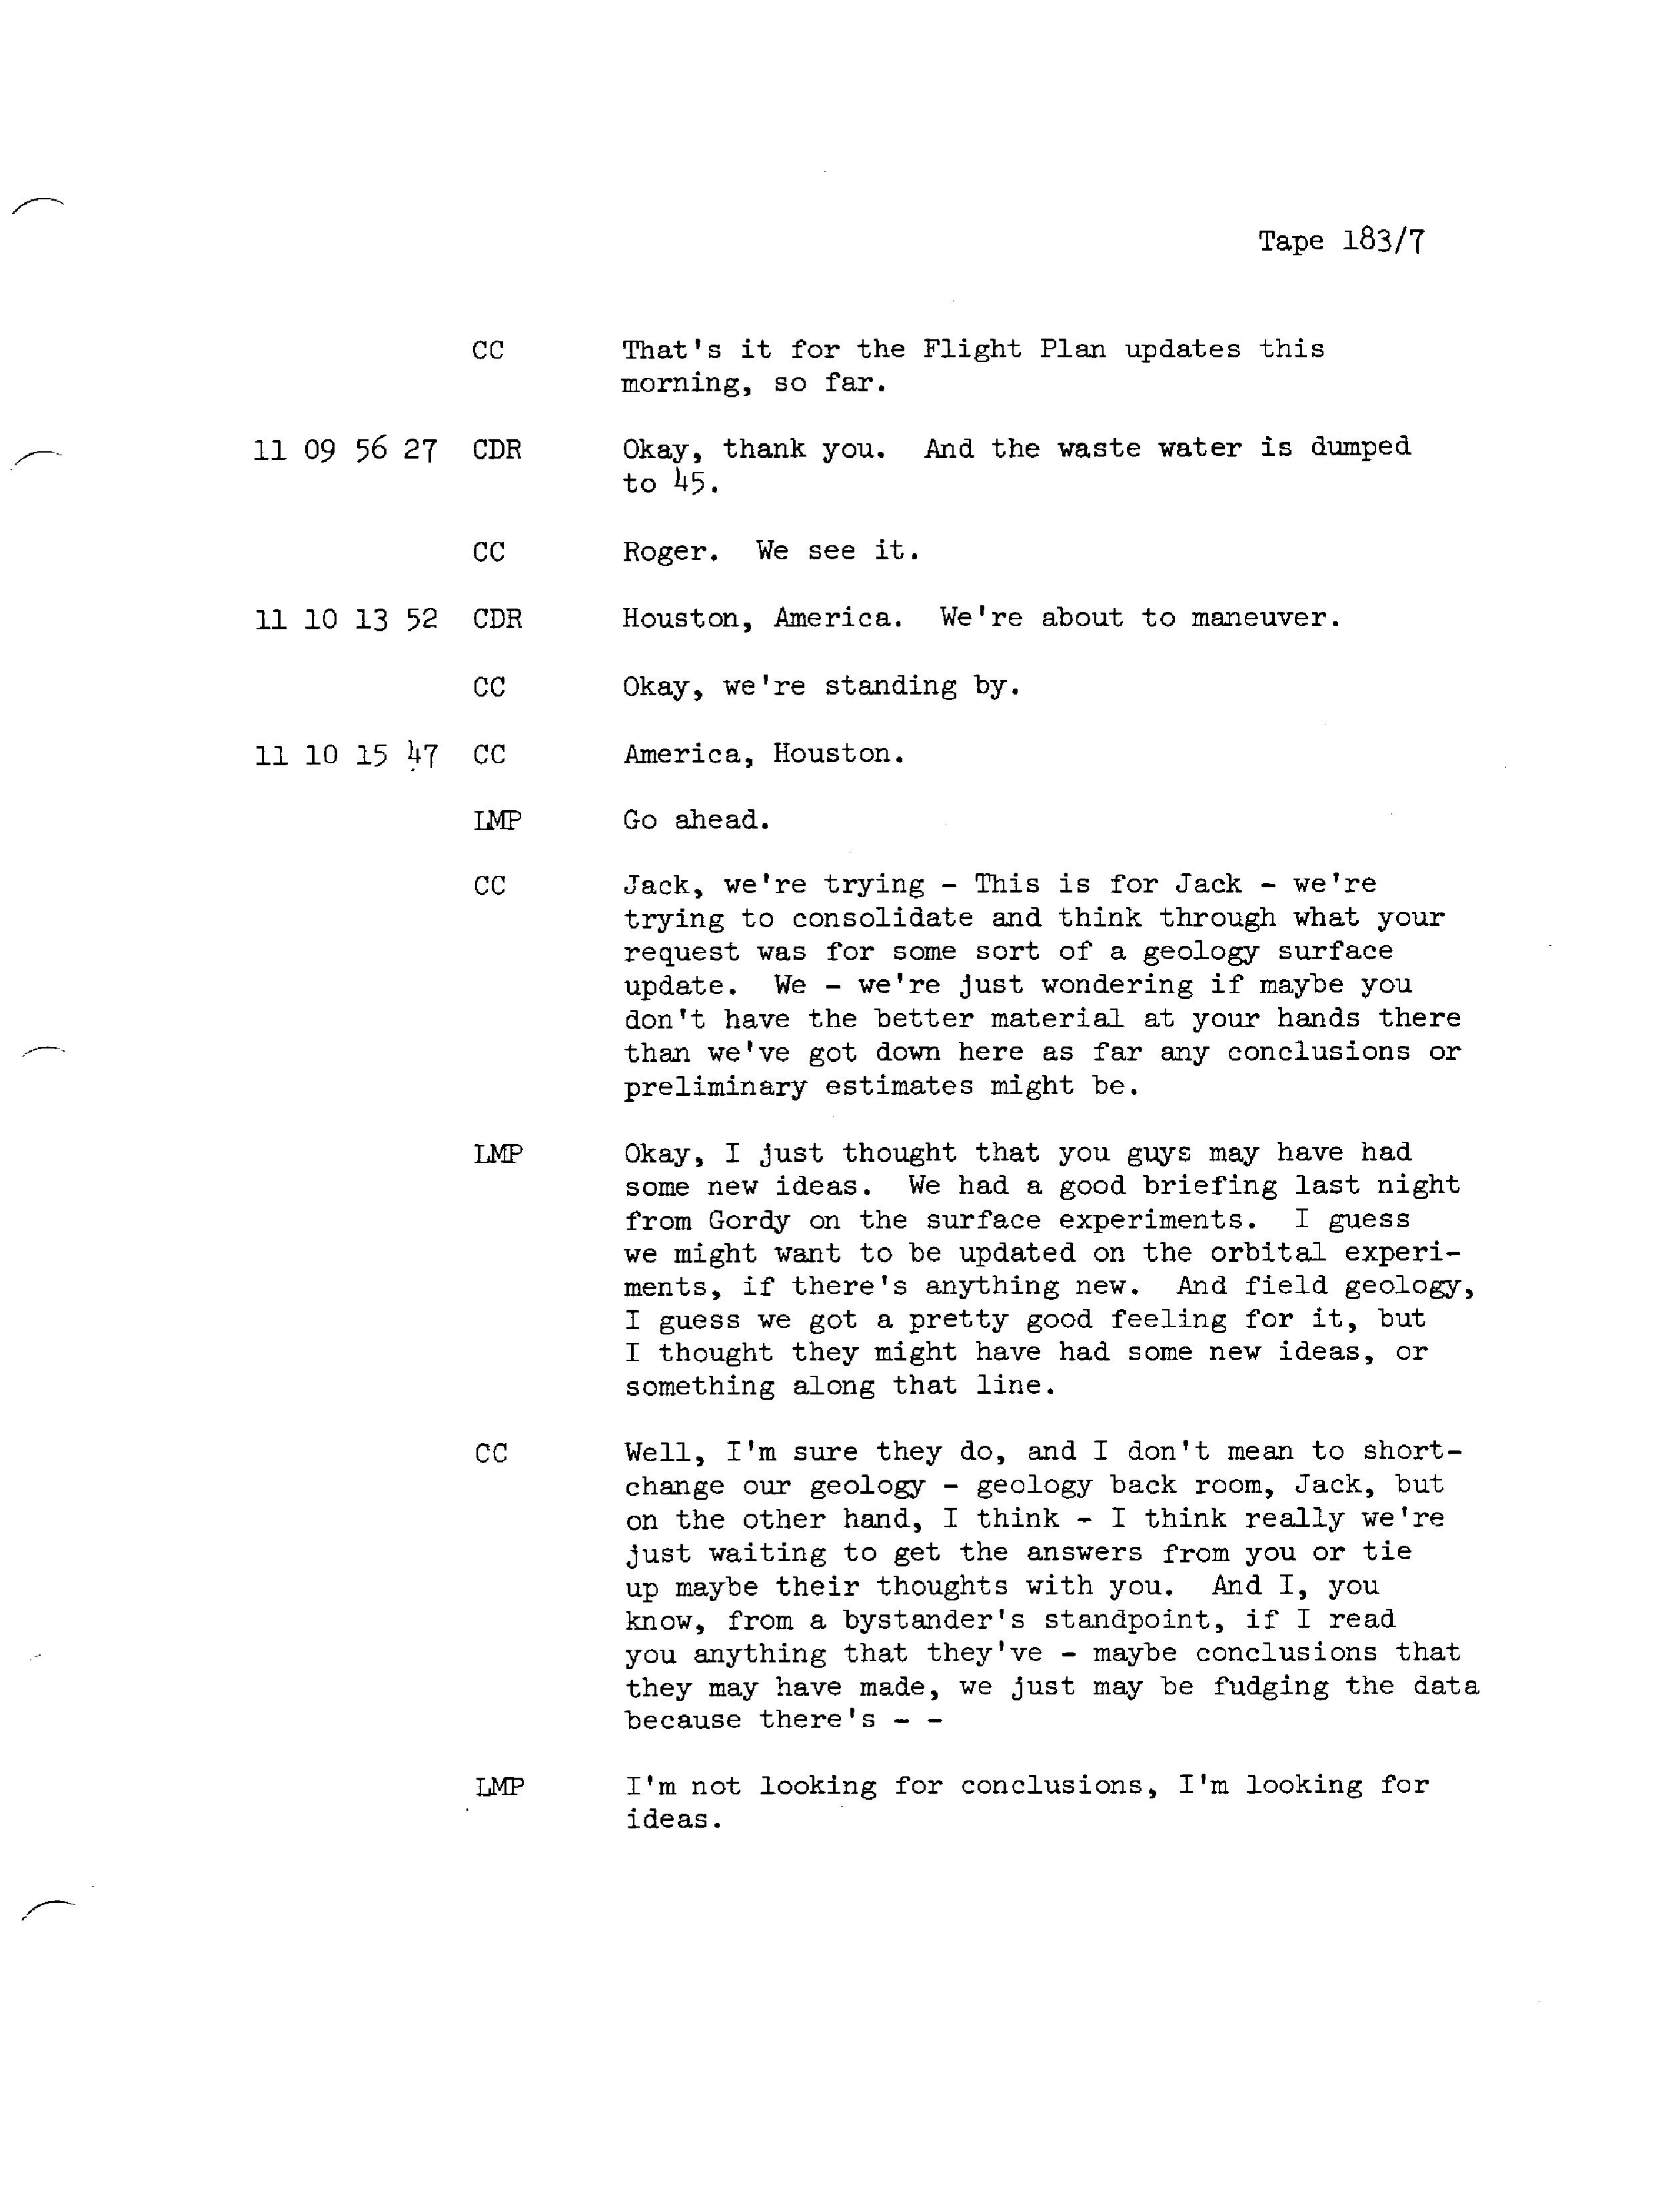 Tape 183/7
CC That's it for the Flight Plan updates this
morning, so far.
11 09 56 27 CDR Okay, thank you. And the waste water is dumped
to 45.
CC Roger. We see it.
11 10 13 52 CDR Houston, America. We're about to maneuver.
CC Okay, we're standing by.
11 10 15 47 CC America, Houston.
LMP Go ahead.
CC Jack, we're trying - This is for Jack - we're
trying to consolidate and think through what your
request was for some sort of a geology surface
update. We - we're just wondering if maybe you
don't have the better material at your hands there
than we've got down here as far any conclusions or
preliminary estimates might be.
LMP Okay, I just thought that you guys may have had
some new ideas. We had a good briefing last night
from Gordy on the surface experiments. I guess
we might want to be updated on the orbital experi-
ments, if there's anything new. And field geology,
I guess we got a pretty good feeling for it, but
I thought they might have had some new ideas, or
something along that line.
CC Well, I'm sure they do, and I don't mean to short-
change our geology - geology back room, Jack, but
on the other hand, I think - I think really we're
just waiting to get the answers from you or tie
up maybe their thoughts with you. And I, you
know, from a bystander's standpoint, if I read
you anything that they've - maybe conclusions that
they may have made, we just may be fudging the data
because there's - -
LMP I'm not looking for conclusions, I'm looking for
ideas.